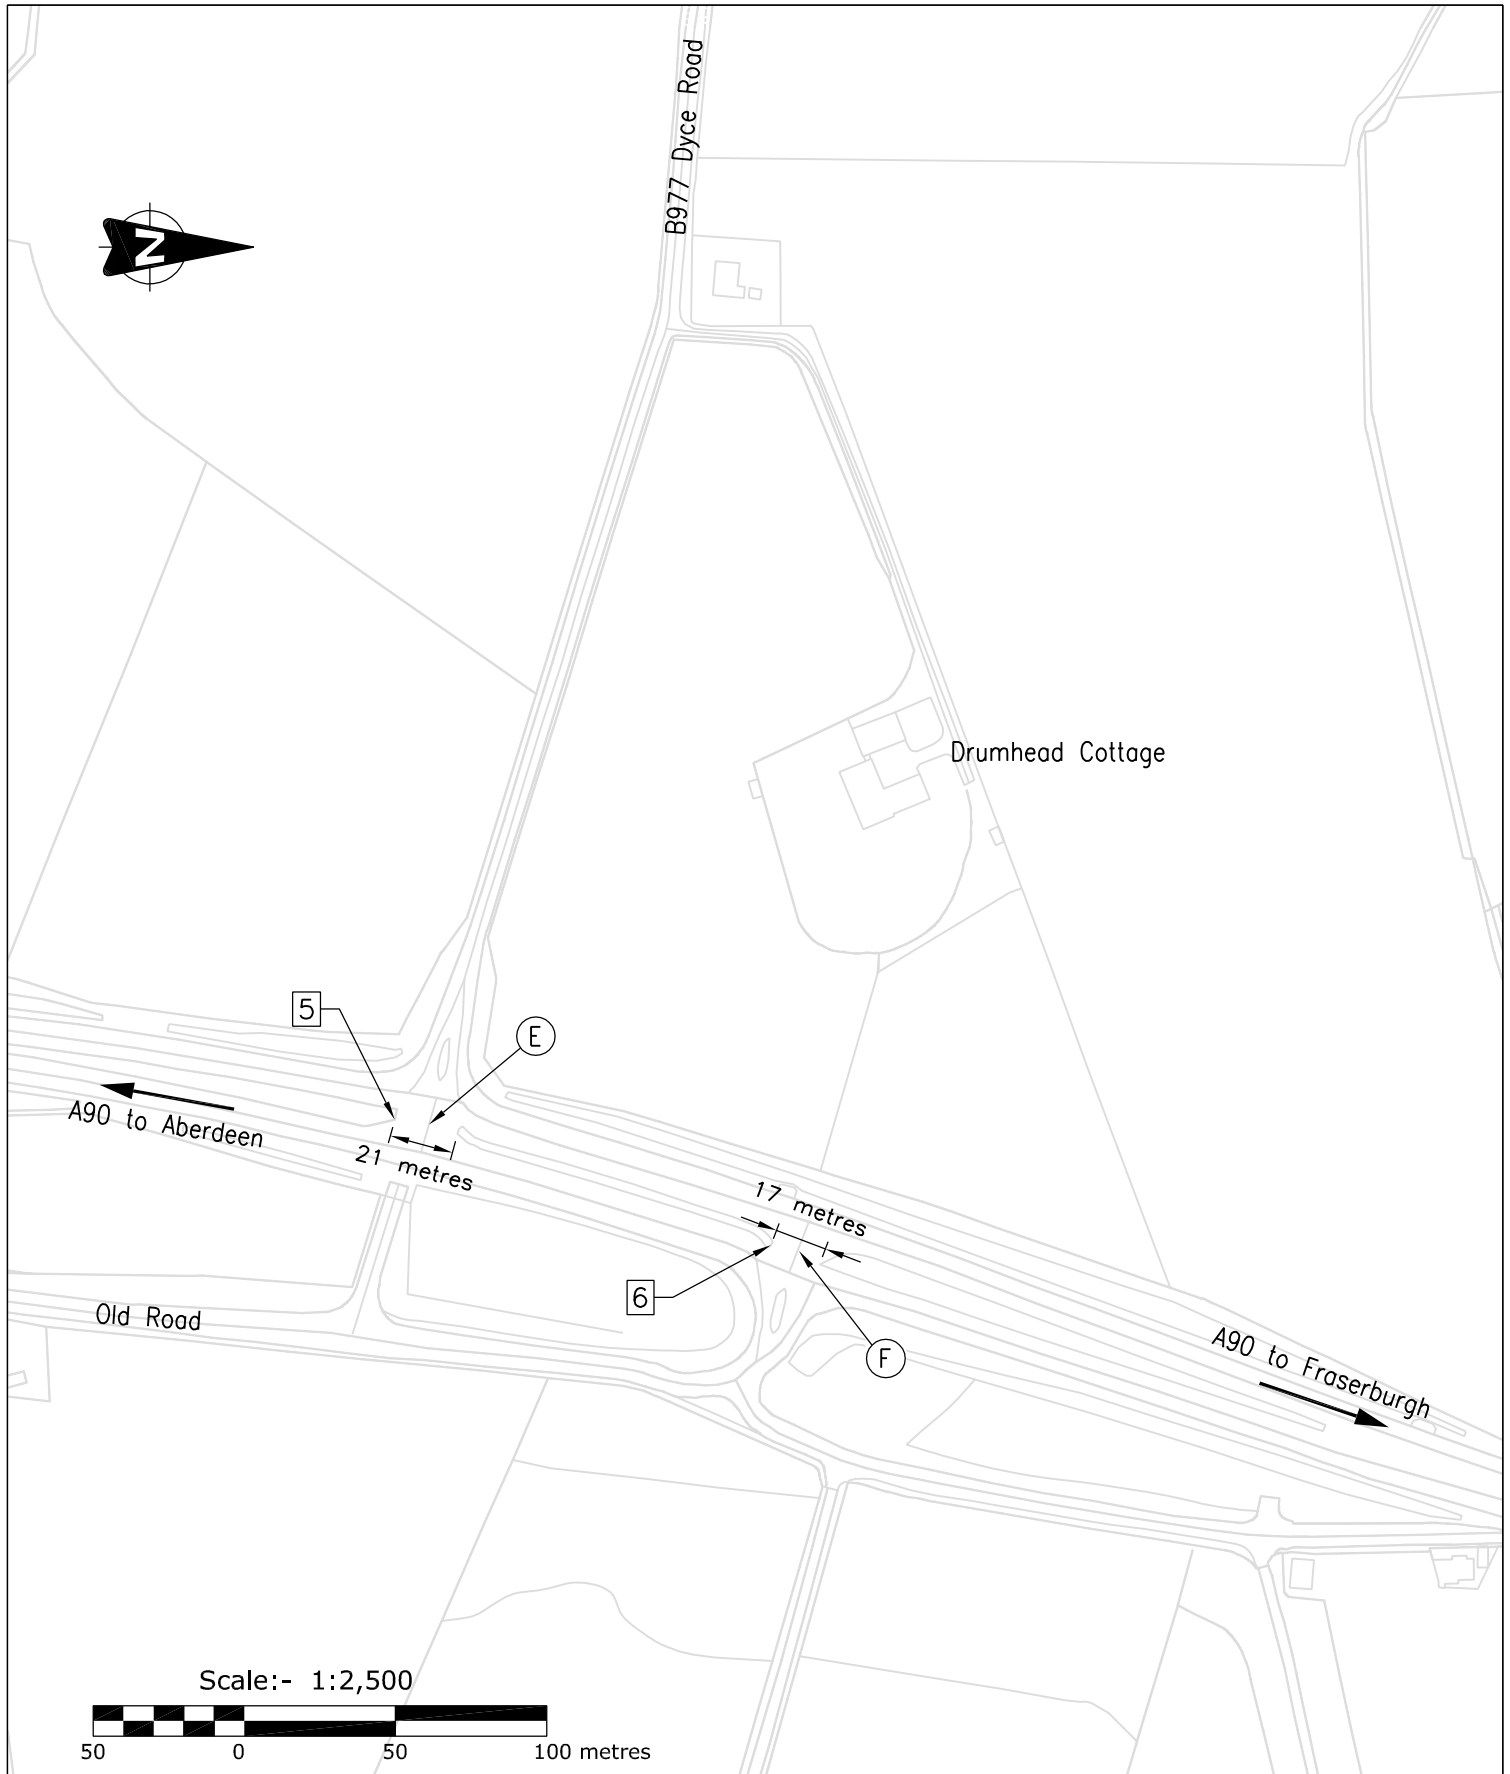 B977 Dyce Road
N
Drumhead Cottage
5
E
A90 to Aberdeen
21 metres
17 metres
6
Old Road
F
A90 to Fraserburgh
Scale:- 1:2,500
50 0 50 100 metres